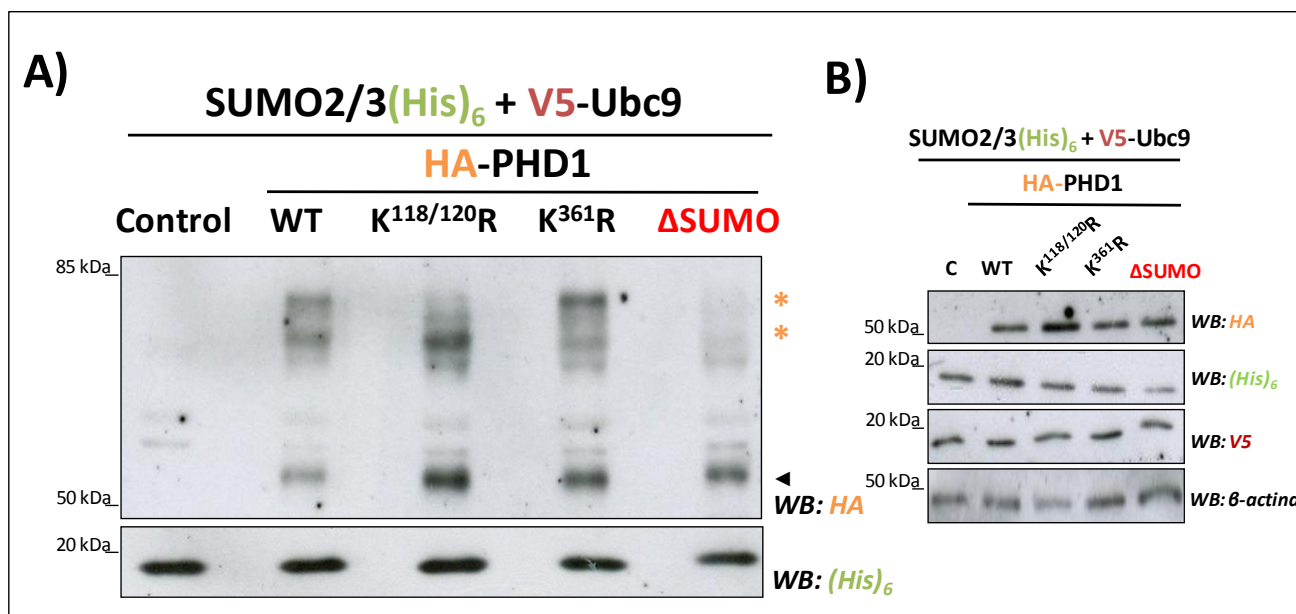 A)
SUMO2/3(His)₆ + V5-Ubc9
HA-PHD1
Control WT K¹¹⁸/¹²⁰R K³⁶¹R ΔSUMO
85 kDa
*
*
50 kDa
WB: HA
20 kDa
WB: (His)₆
B)
SUMO2/3(His)₆ + V5-Ubc9
HA-PHD1
C WT K¹¹⁸/¹²⁰R K³⁶¹R ΔSUMO
50 kDa
WB: HA
20 kDa
WB: (His)₆
20 kDa
WB: V5
50 kDa
WB: β-actina